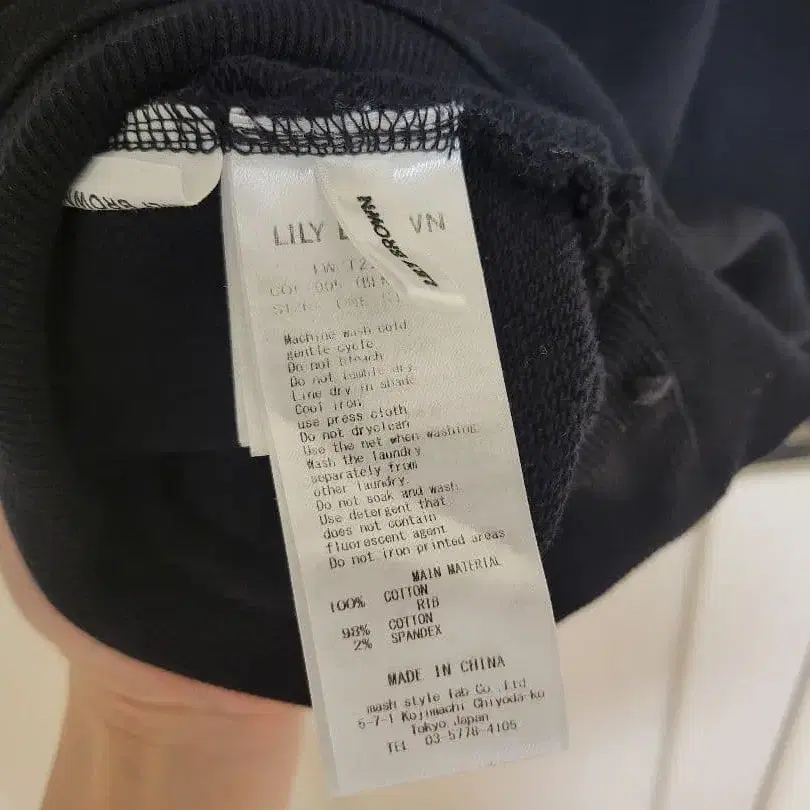 LILY BROWN
LILY
VN
Machine wash cold
gentle cycle
Do not bleach
Do not tumble dry
Line dry in shade
Cool iron
use press cloth
Do not dryclean
Use the net when washing.
Wash the laundry
separately from
other laundry.
Do not soak and wash.
Use detergent that
does not contain
fluorescent agent
Do not iron printed areas
MAIN MATERIAL
100% COTTON
RIB
98% COTTON
2% SPANDEX
MADE IN CHINA
mash style lab Co.,Ltd
5-7-1 Kojimachi Chiyoda-ku
Tokyo Japan
TEL 03-5778-4105